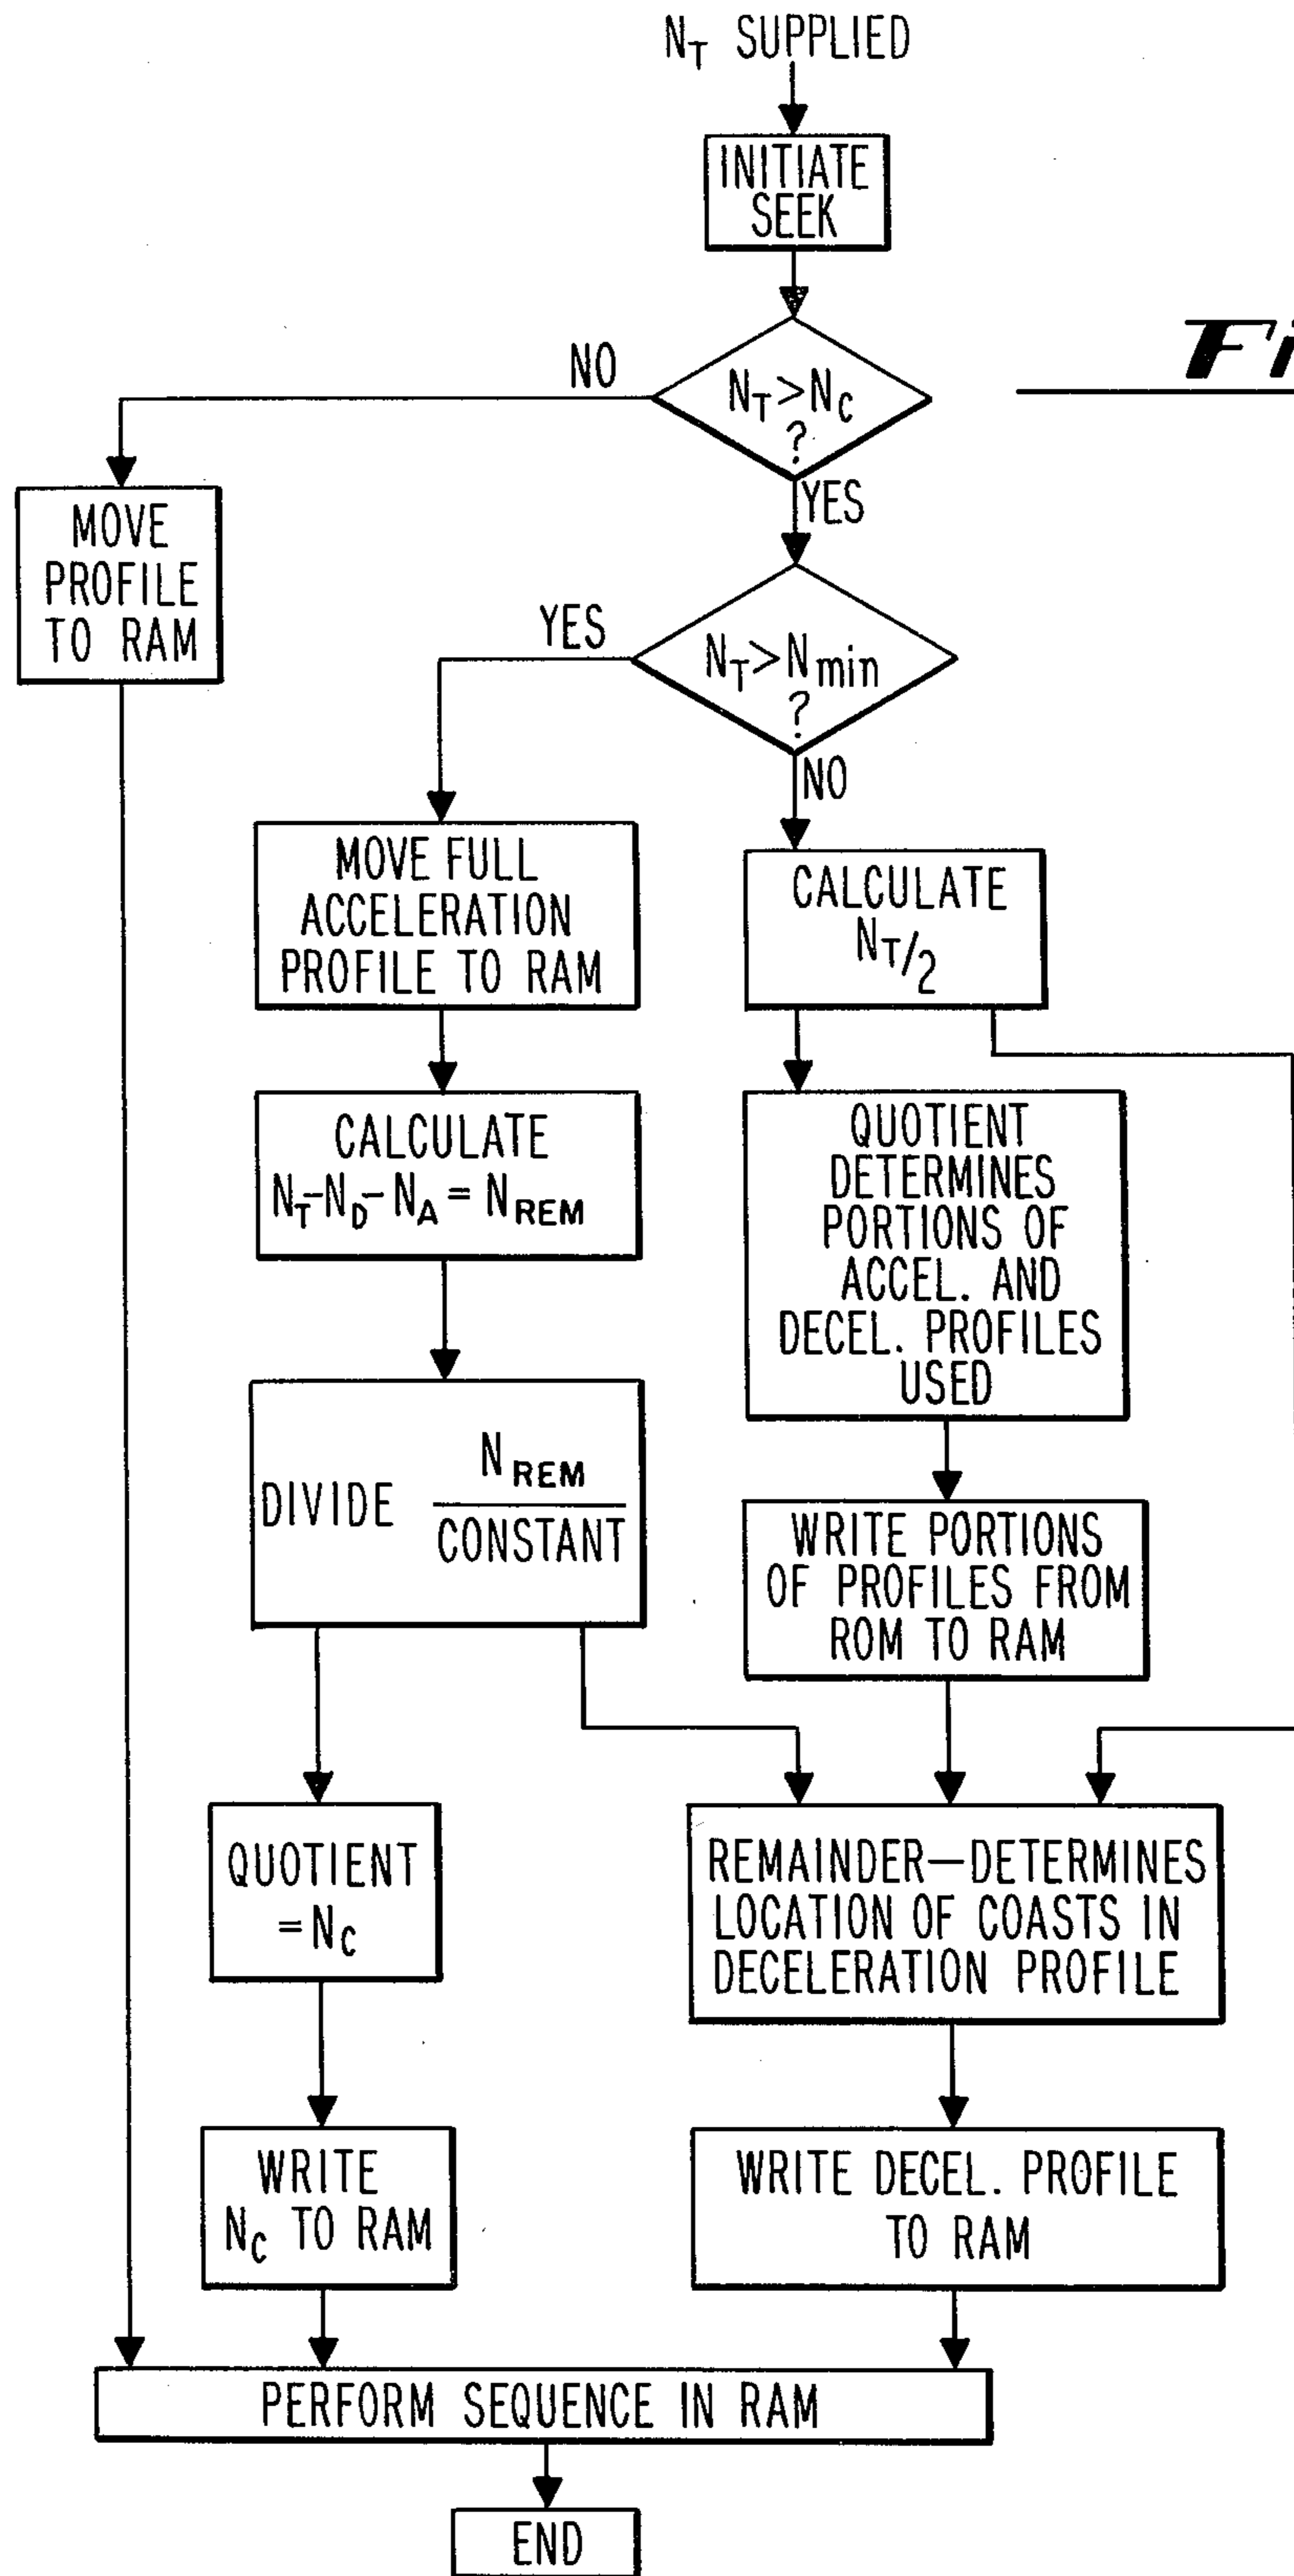 N_T SUPPLIED
INITIATE
SEEK
Fi
NO
N_T>N_C
?
YES
MOVE
PROFILE
TO RAM
YES
N_T>N_min
?
NO
MOVE FULL
ACCELERATION
PROFILE TO RAM
CALCULATE
N_T/2
CALCULATE
N_T-N_D-N_A=N_REM
QUOTIENT
DETERMINES
PORTIONS OF
ACCEL. AND
DECEL. PROFILES
USED
DIVIDE N_REM
CONSTANT
WRITE PORTIONS
OF PROFILES FROM
ROM TO RAM
QUOTIENT
=N_C
REMAINDER—DETERMINES
LOCATION OF COASTS IN
DECELERATION PROFILE
WRITE
N_C TO RAM
WRITE DECEL. PROFILE
TO RAM
PERFORM SEQUENCE IN RAM
END